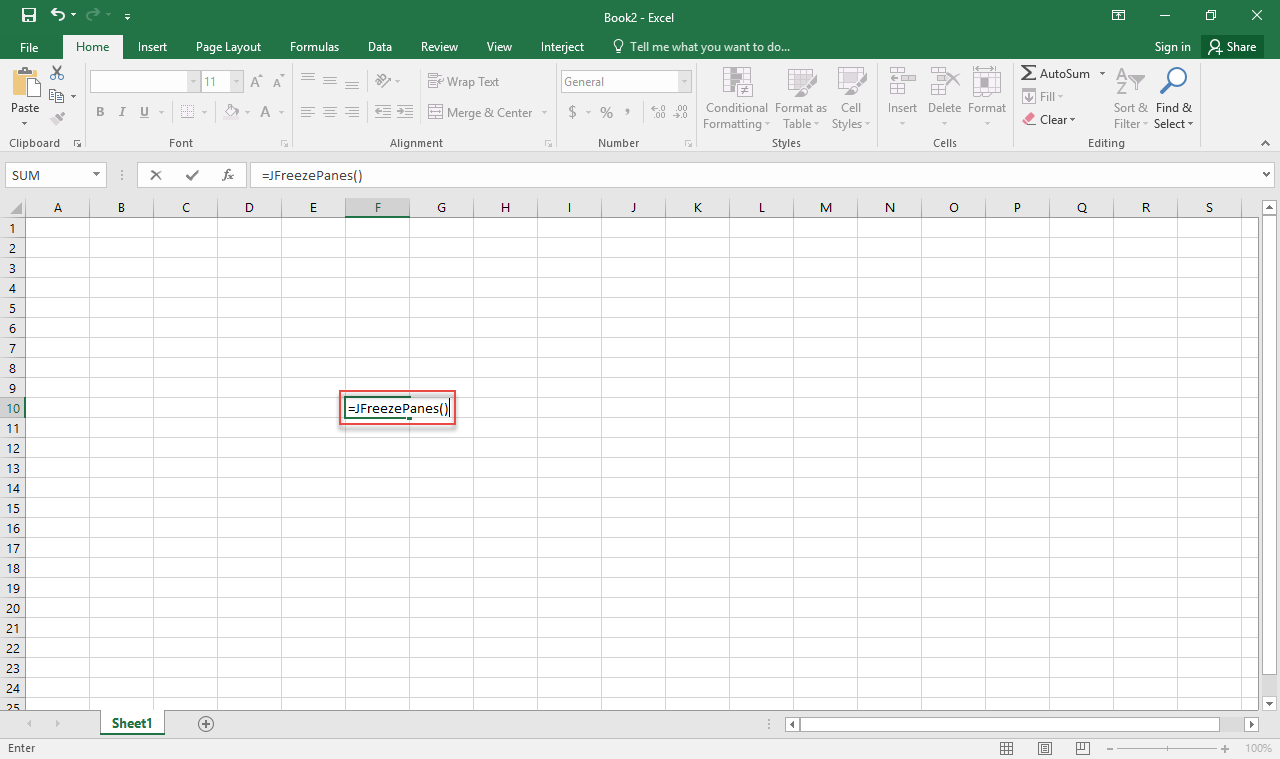 Book2 - Excel
File Home Insert Page Layout Formulas Data Review View Interject Tell me what you want to do... Sign in Share
Paste
Clipboard
11
B I U A
Font
Wrap Text
Merge & Center
Alignment
General
$ % ,
Number
Conditional Formatting
Format as Table
Cell Styles
Styles
Insert Delete Format
Cells
AutoSum
Fill
Clear
Sort & Filter
Find & Select
Editing
SUM fx =JFreezePanes()
A B C D E F G H I J K L M N O P Q R S
1
2
3
4
5
6
7
8
9
10 =JFreezePanes()
11
12
13
14
15
16
17
18
19
20
21
22
23
24
25
Sheet1
Enter 100%